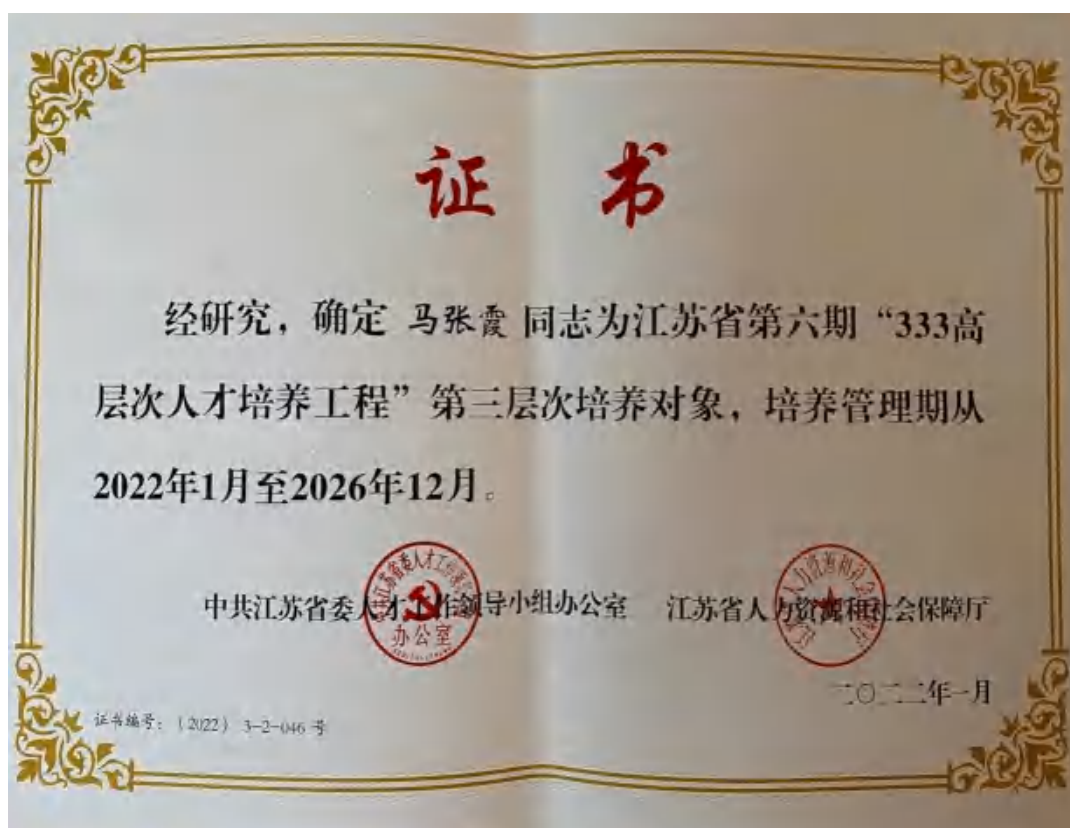 证 书
经研究，确定 马张霞 同志为江苏省第六期“333高
层次人才培养工程”第三层次培养对象，培养管理期从
2022年1月至2026年12月。
中共江苏省委人才工作领导小组办公室 江苏省人力资源和社会保障厅
办公室
二〇二二年一月
证书编号：（2022） 3-2-046 号